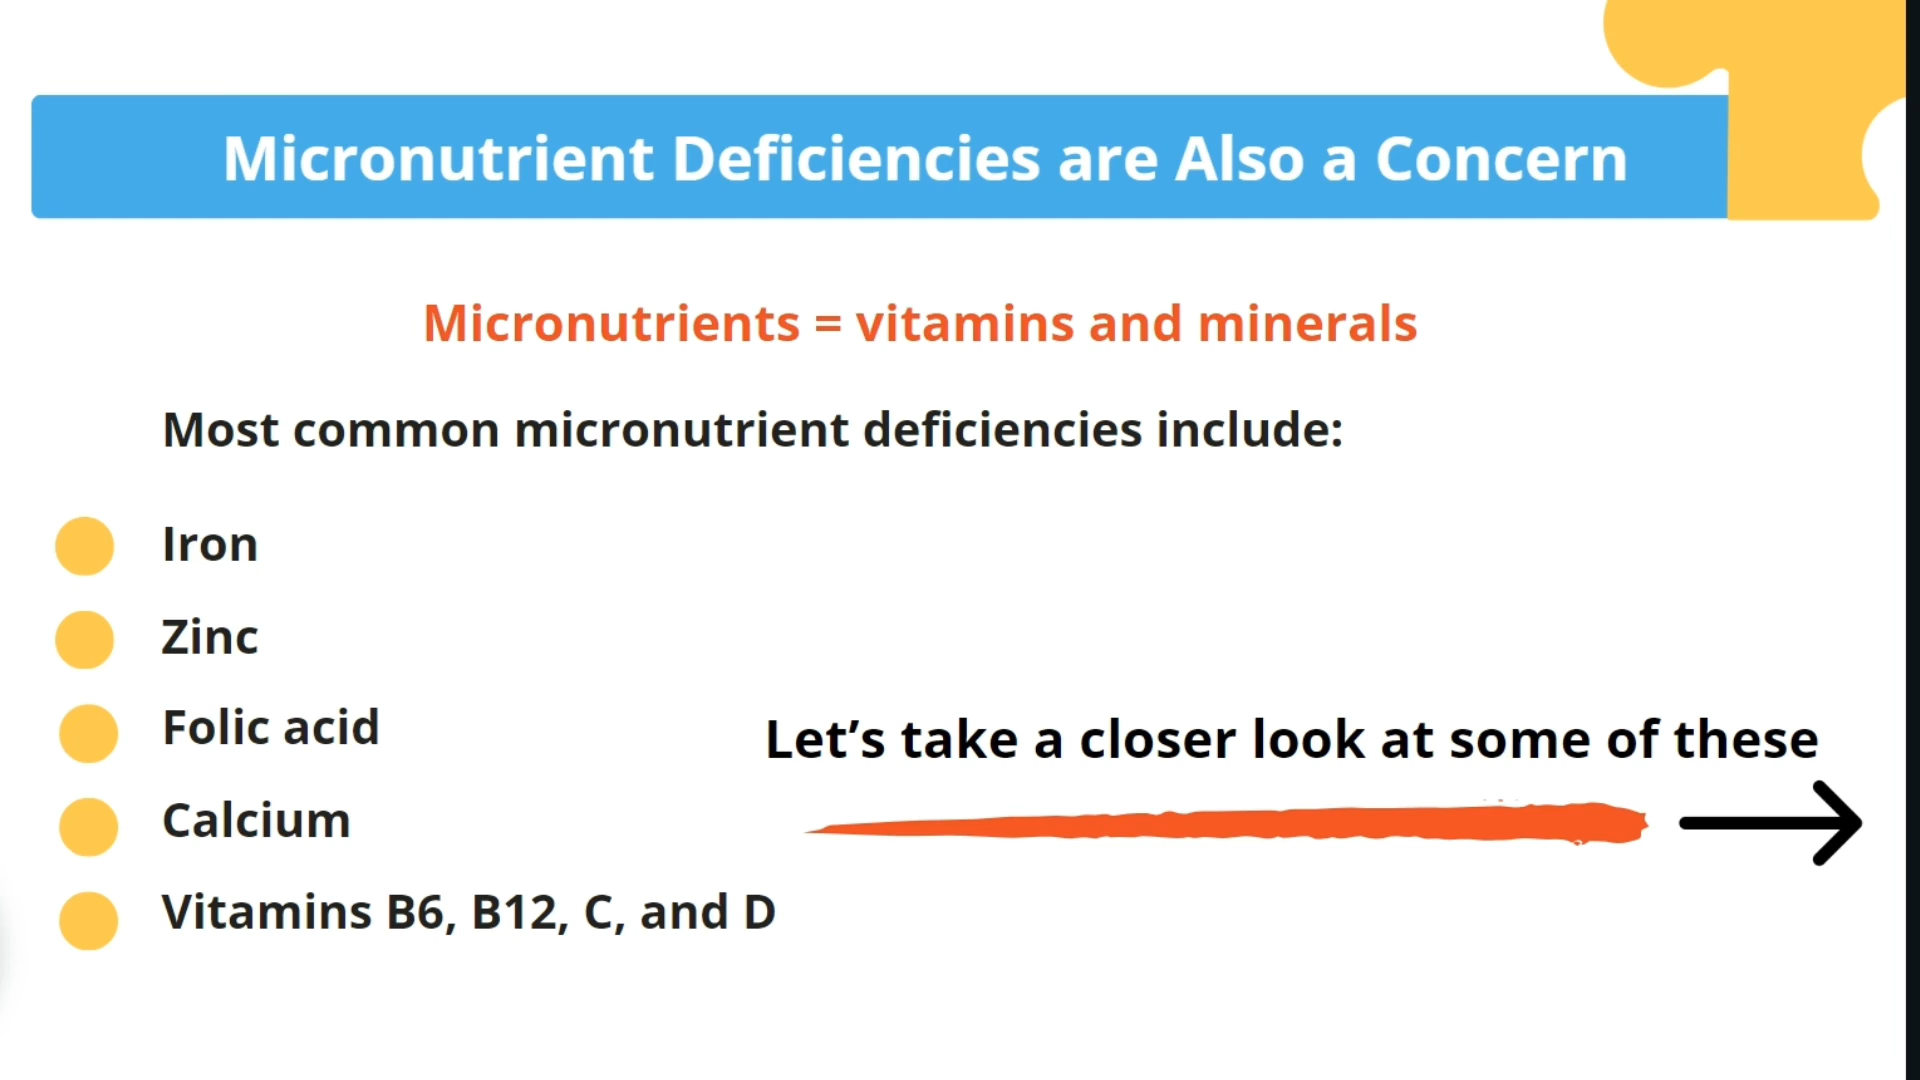 Micronutrient Deficiencies are Also a Concern
Micronutrients = vitamins and minerals
Most common micronutrient deficiencies include:
Iron
Zinc
Folic acid
Calcium
Vitamins B6, B12, C, and D
Let’s take a closer look at some of these